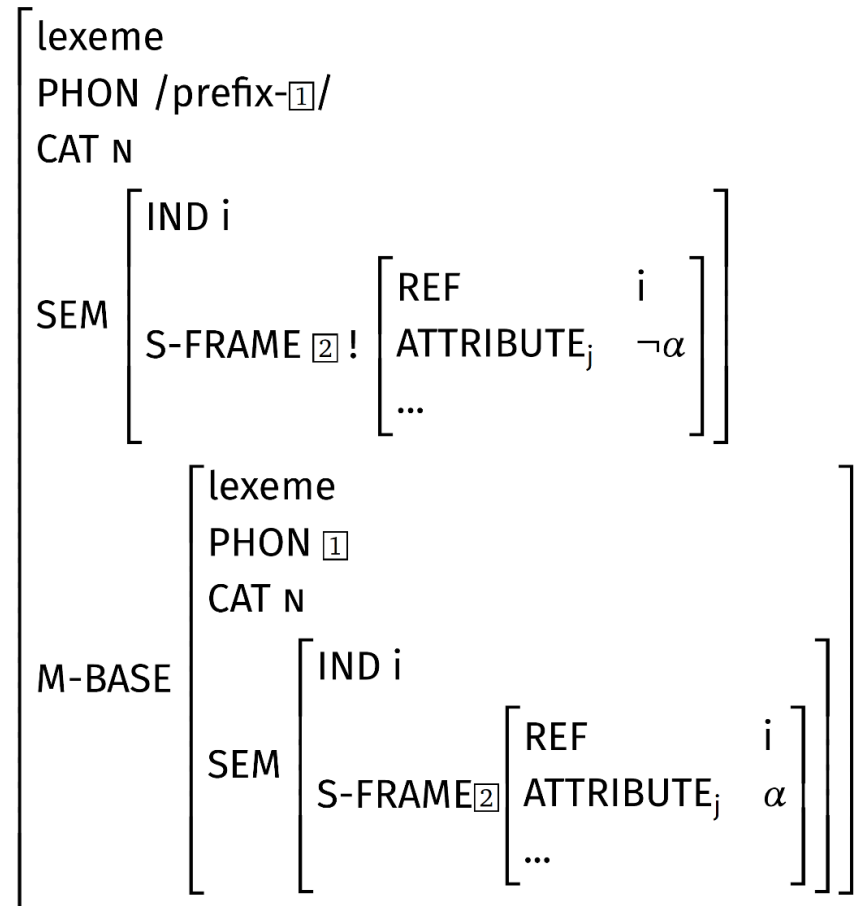 lexeme
PHON /prefix-1/
CAT N
IND i
REF i
SEM
S-FRAME 2 ! ATTRIBUTEj ¬α
...
lexeme
PHON 1
CAT N
IND i
M-BASE
REF i
SEM
S-FRAME2 ATTRIBUTEj α
...